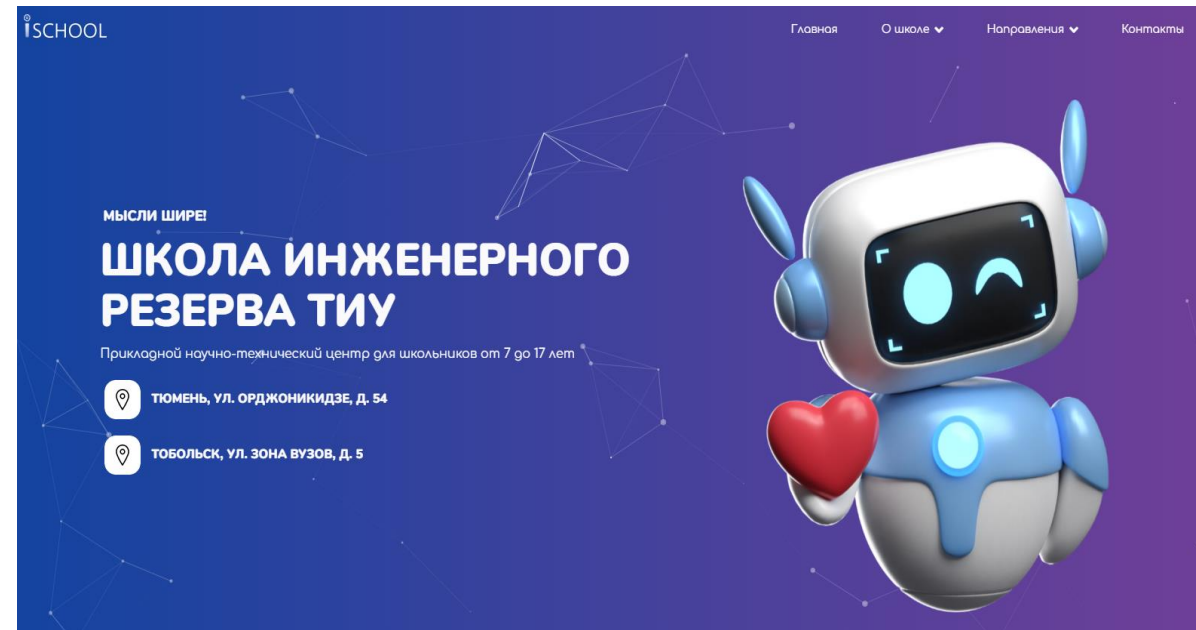 iSCHOOL
Главная О школе Направления Контакты
МЫСЛИ ШИРЕ!
ШКОЛА ИНЖЕНЕРНОГО
РЕЗЕРВА ТИУ
Прикладной научно-технический центр для школьников от 7 до 17 лет
ТЮМЕНЬ, УЛ. ОРДЖОНИКИДЗЕ, Д. 54
ТОБОЛЬСК, УЛ. ЗОНА ВУЗОВ, Д. 5